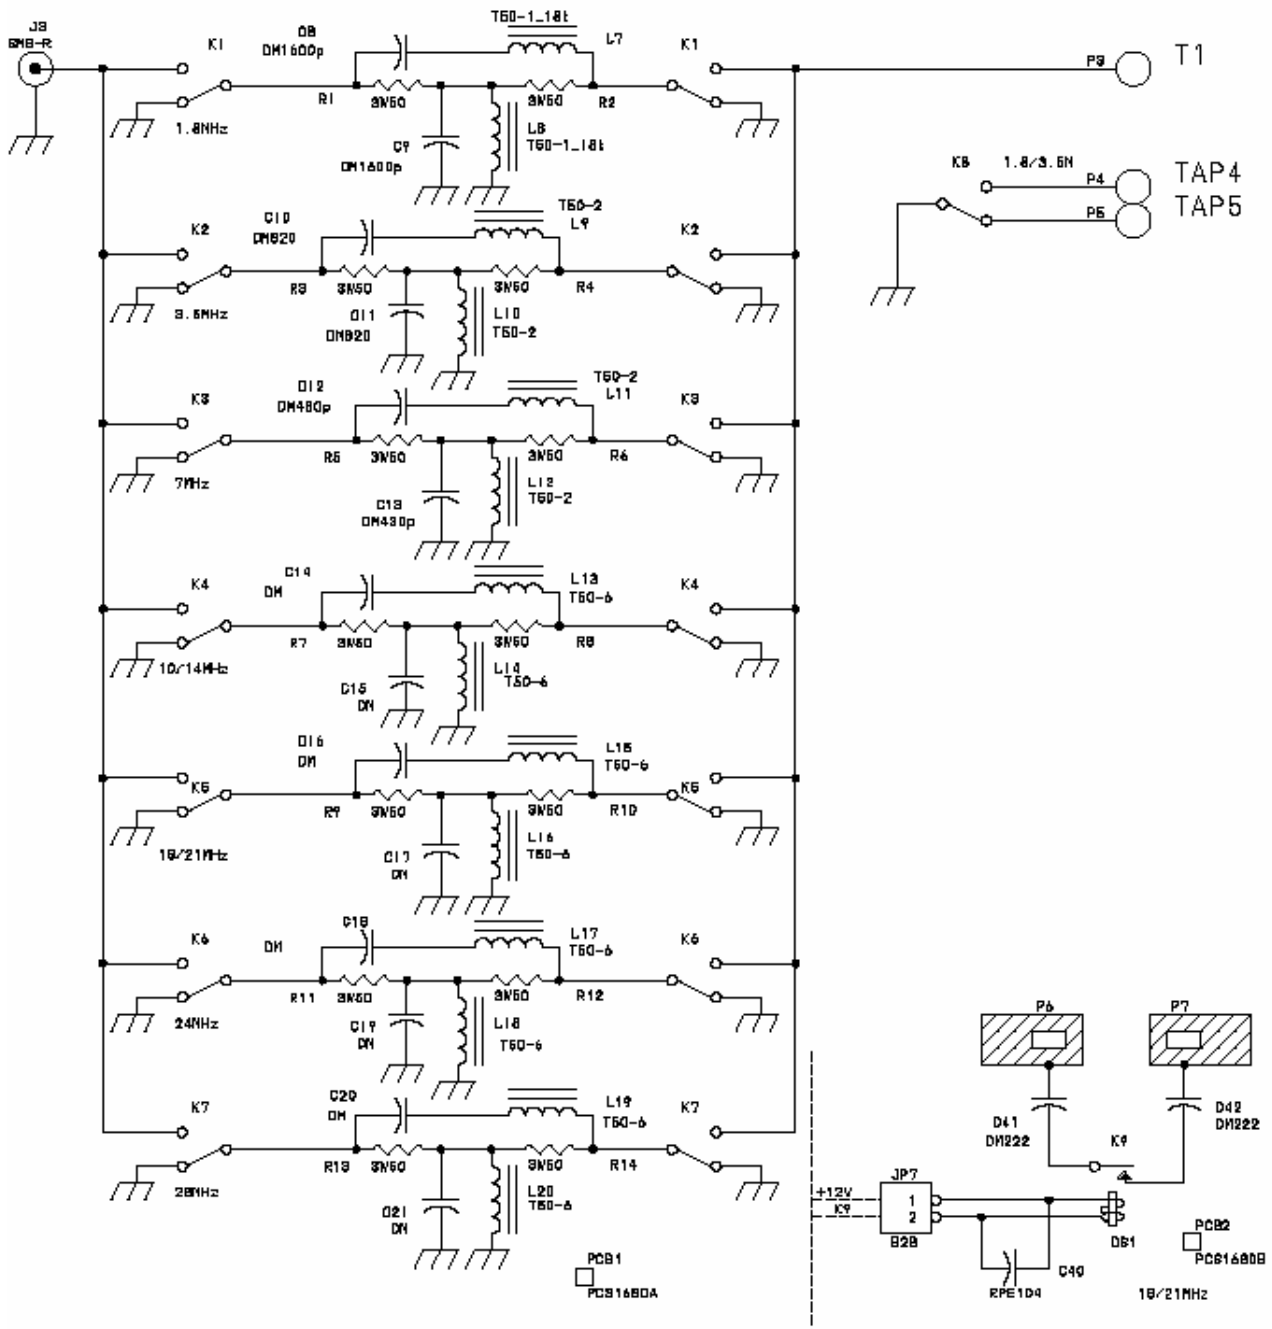 J3
SMB-R
K1
C8
DM1600p
T50-1_18t
L7
K1
P3
T1
R1
3W50
3W50
R2
1.8MHz
C9
DM1600p
L8
T50-1_18t
K8
1.8/3.5M
P4
TAP4
P5
TAP5
K2
C10
DM820
T50-2
L9
K2
R3
3W50
3W50
R4
3.5MHz
C11
DM820
L10
T50-2
K3
C12
DM430p
T50-2
L11
K3
R5
3W50
3W50
R6
7MHz
C13
DM430p
L12
T50-2
K4
C14
DM
L13
T50-6
K4
R7
3W50
3W50
R8
10/14MHz
C15
DM
L14
T50-6
C16
DM
L15
T50-6
K5
K5
R9
3W50
3W50
R10
18/21MHz
C17
DM
L16
T50-6
K6
C18
DM
L17
T50-6
K6
R11
3W50
3W50
R12
24MHz
C19
DM
L18
T50-6
P6
P7
K7
C20
DM
L19
T50-6
K7
DM222
C42
DM222
K9
R13
3W50
3W50
R14
28MHz
C21
DM
L20
T50-6
JP7
+12V
1
K9
2
B2B
DS1
PCB2
PCS1680B
PCB1
PCS1680A
C40
RPE104
18/21MHz